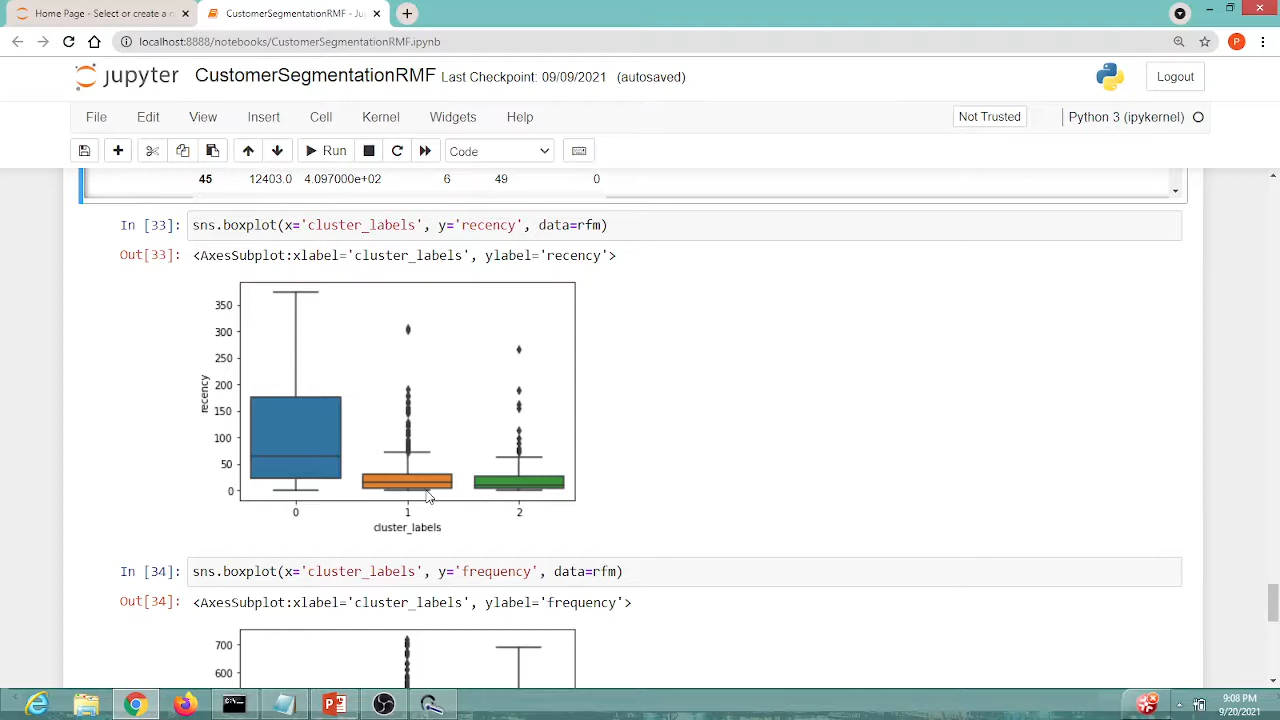 Home Page - Select or create a n
CustomerSegmentationRMF - Ju
localhost:8888/notebooks/CustomerSegmentationRMF.ipynb
P
jupyter
CustomerSegmentationRMF Last Checkpoint: 09/09/2021 (autosaved)
Logout
File Edit View Insert Cell Kernel Widgets Help
Not Trusted
Python 3 (ipykernel)
Run
Code
45 12403.0 4.097000e+02 6 49 0
In [33]: sns.boxplot(x='cluster_labels', y='recency', data=rfm)
Out[33]: <AxesSubplot:xlabel='cluster_labels', ylabel='recency'>
350
300
250
200
150
100
50
0
recency
0 1 2
cluster_labels
In [34]: sns.boxplot(x='cluster_labels', y='frequency', data=rfm)
Out[34]: <AxesSubplot:xlabel='cluster_labels', ylabel='frequency'>
700
600
9:08 PM
9/20/2021